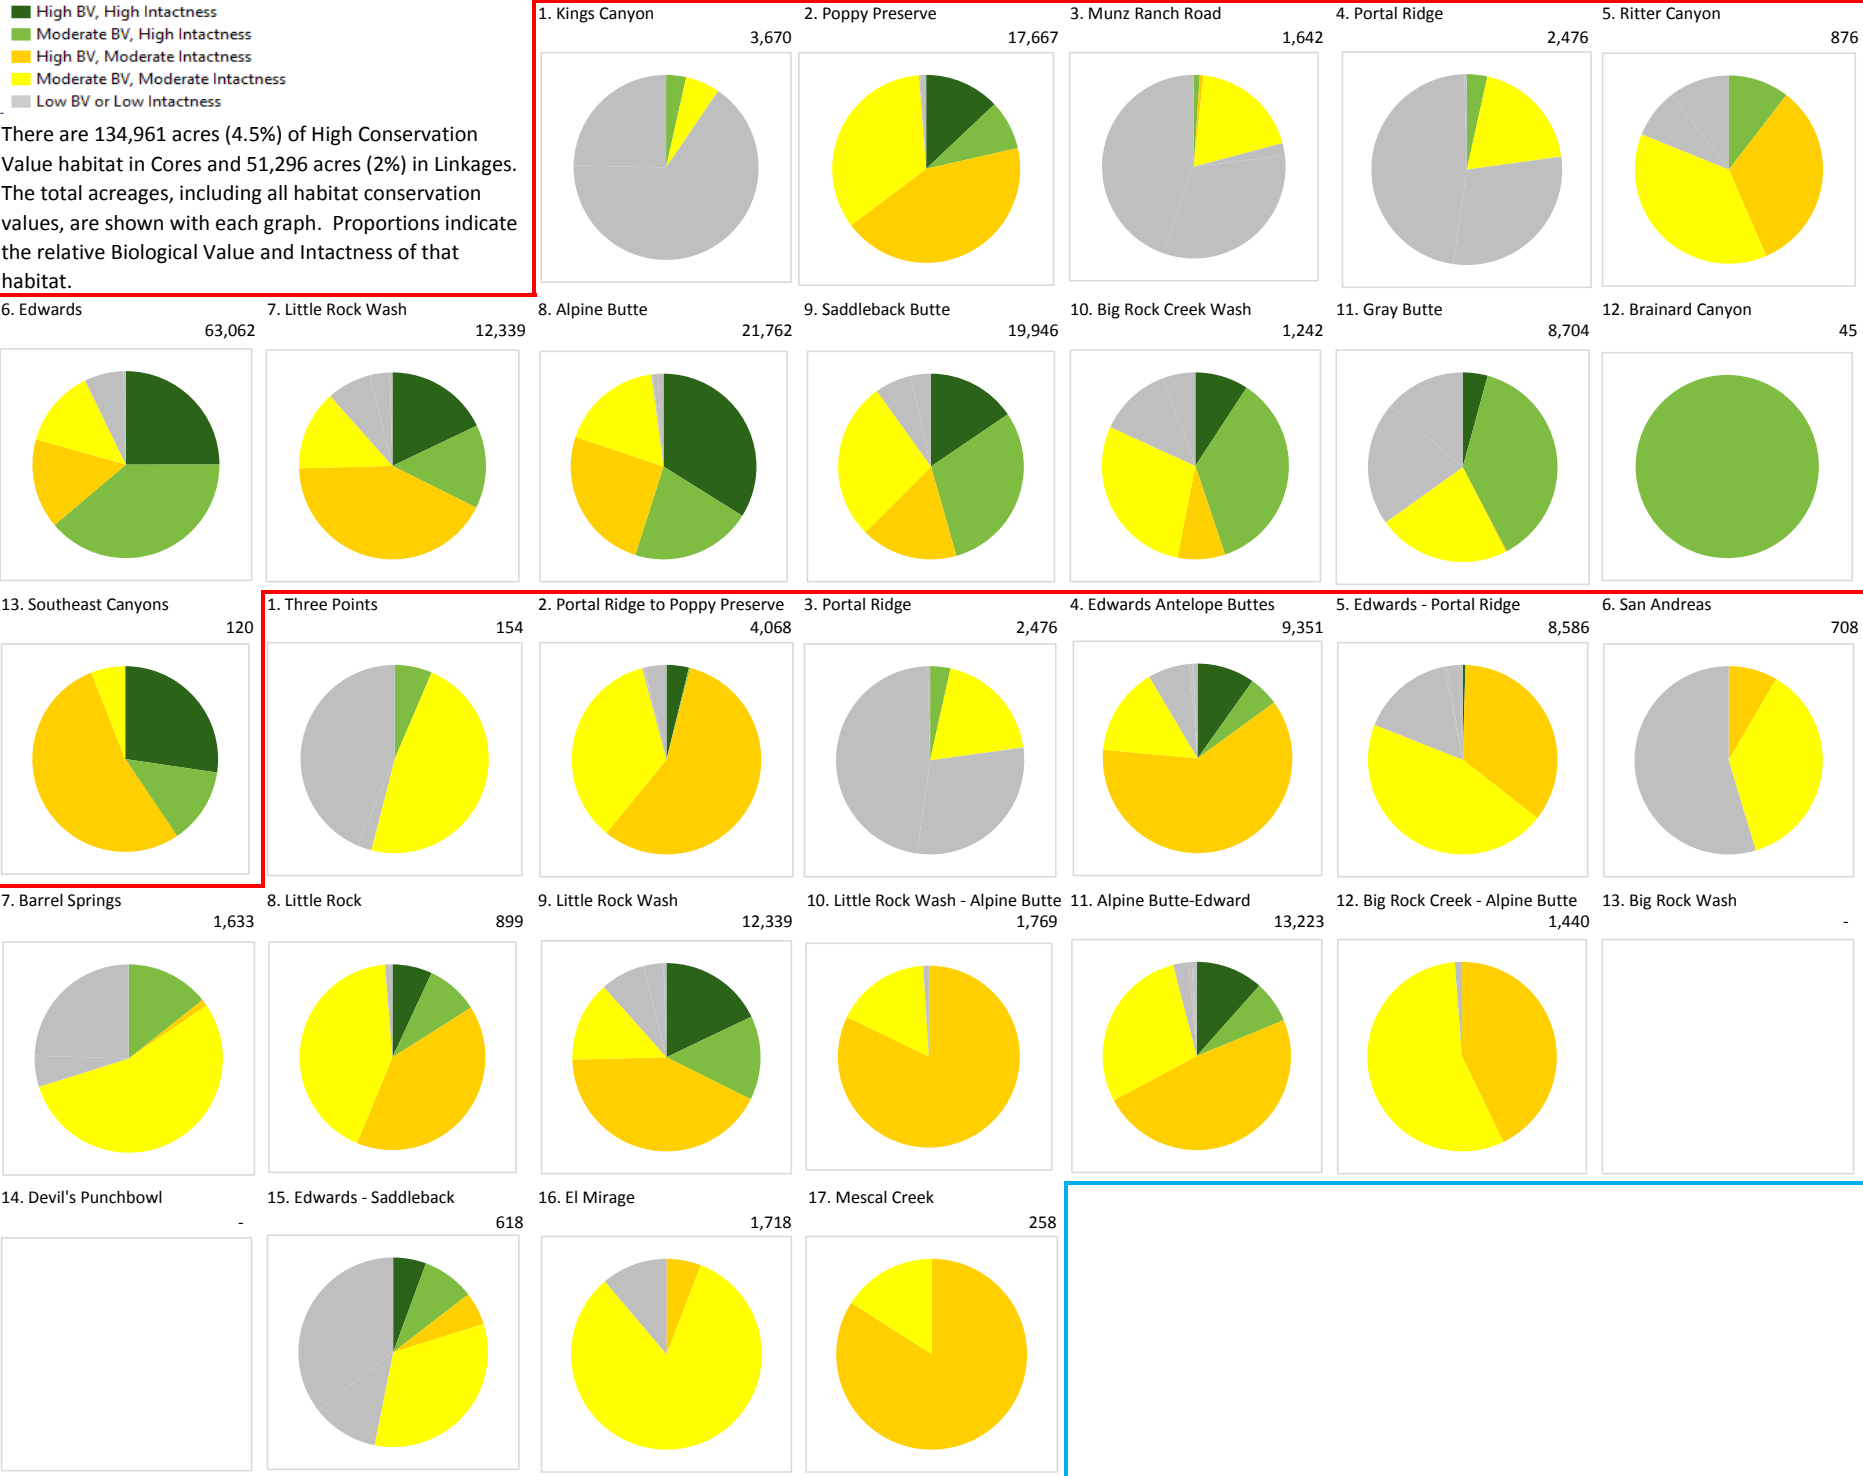 High BV, High Intactness
Moderate BV, High Intactness
High BV, Moderate Intactness
Moderate BV, Moderate Intactness
Low BV or Low Intactness
There are 134,961 acres (4.5%) of High Conservation
Value habitat in Cores and 51,296 acres (2%) in Linkages.
The total acreages, including all habitat conservation
values, are shown with each graph.  Proportions indicate
the relative Biological Value and Intactness of that
habitat.
1. Kings Canyon
3,670
2. Poppy Preserve
17,667
3. Munz Ranch Road
1,642
4. Portal Ridge
2,476
5. Ritter Canyon
876
6. Edwards
63,062
7. Little Rock Wash
12,339
8. Alpine Butte
21,762
9. Saddleback Butte
19,946
10. Big Rock Creek Wash
1,242
11. Gray Butte
8,704
12. Brainard Canyon
45
13. Southeast Canyons
120
1. Three Points
154
2. Portal Ridge to Poppy Preserve
4,068
3. Portal Ridge
2,476
4. Edwards Antelope Buttes
9,351
5. Edwards - Portal Ridge
8,586
6. San Andreas
708
7. Barrel Springs
1,633
8. Little Rock
899
9. Little Rock Wash
12,339
10. Little Rock Wash - Alpine Butte
1,769
11. Alpine Butte-Edward
13,223
12. Big Rock Creek - Alpine Butte
1,440
13. Big Rock Wash
-
14. Devil's Punchbowl
-
15. Edwards - Saddleback
618
16. El Mirage
1,718
17. Mescal Creek
258